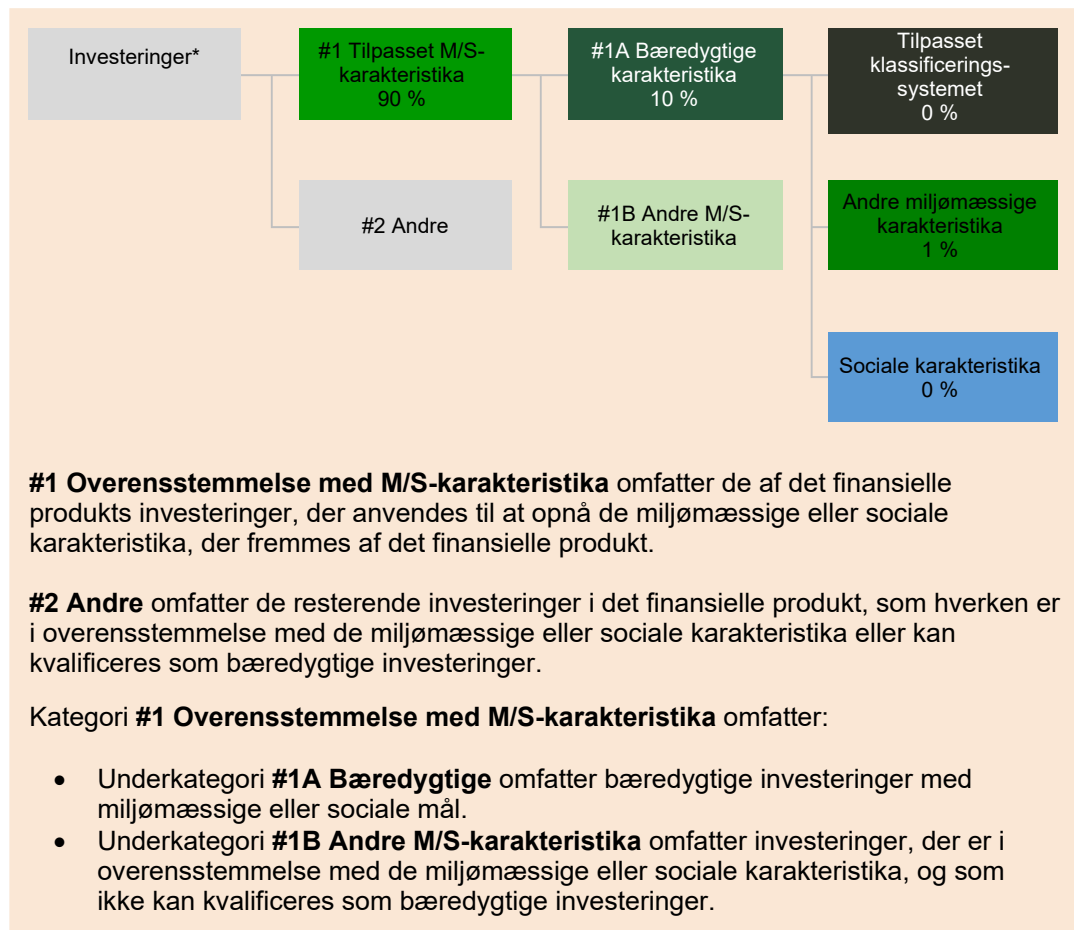 Investeringer*
#1 Tilpasset M/S-
karakteristika
90 %
#1A Bæredygtige
karakteristika
10 %
Tilpasset
klassificerings-
systemet
0 %
#2 Andre
#1B Andre M/S-
karakteristika
Andre miljømæssige
karakteristika
1 %
Sociale karakteristika
0 %
#1 Overensstemmelse med M/S-karakteristika omfatter de af det finansielle
produkts investeringer, der anvendes til at opnå de miljømæssige eller sociale
karakteristika, der fremmes af det finansielle produkt.
#2 Andre omfatter de resterende investeringer i det finansielle produkt, som hverken er
i overensstemmelse med de miljømæssige eller sociale karakteristika eller kan
kvalificeres som bæredygtige investeringer.
Kategori #1 Overensstemmelse med M/S-karakteristika omfatter:
• Underkategori #1A Bæredygtige omfatter bæredygtige investeringer med
miljømæssige eller sociale mål.
• Underkategori #1B Andre M/S-karakteristika omfatter investeringer, der er i
overensstemmelse med de miljømæssige eller sociale karakteristika, og som
ikke kan kvalificeres som bæredygtige investeringer.